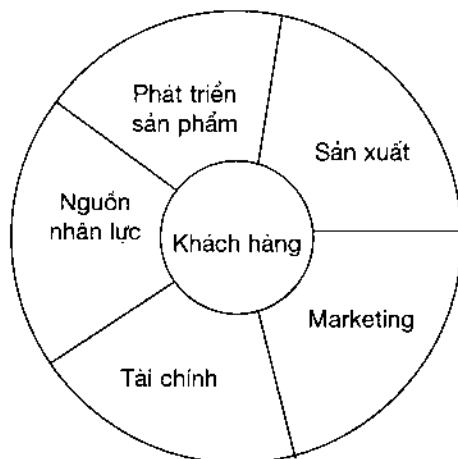 Phát triển
sản phẩm
Sản xuất
Nguồn
nhân lực
Khách hàng
Marketing
Tài chính